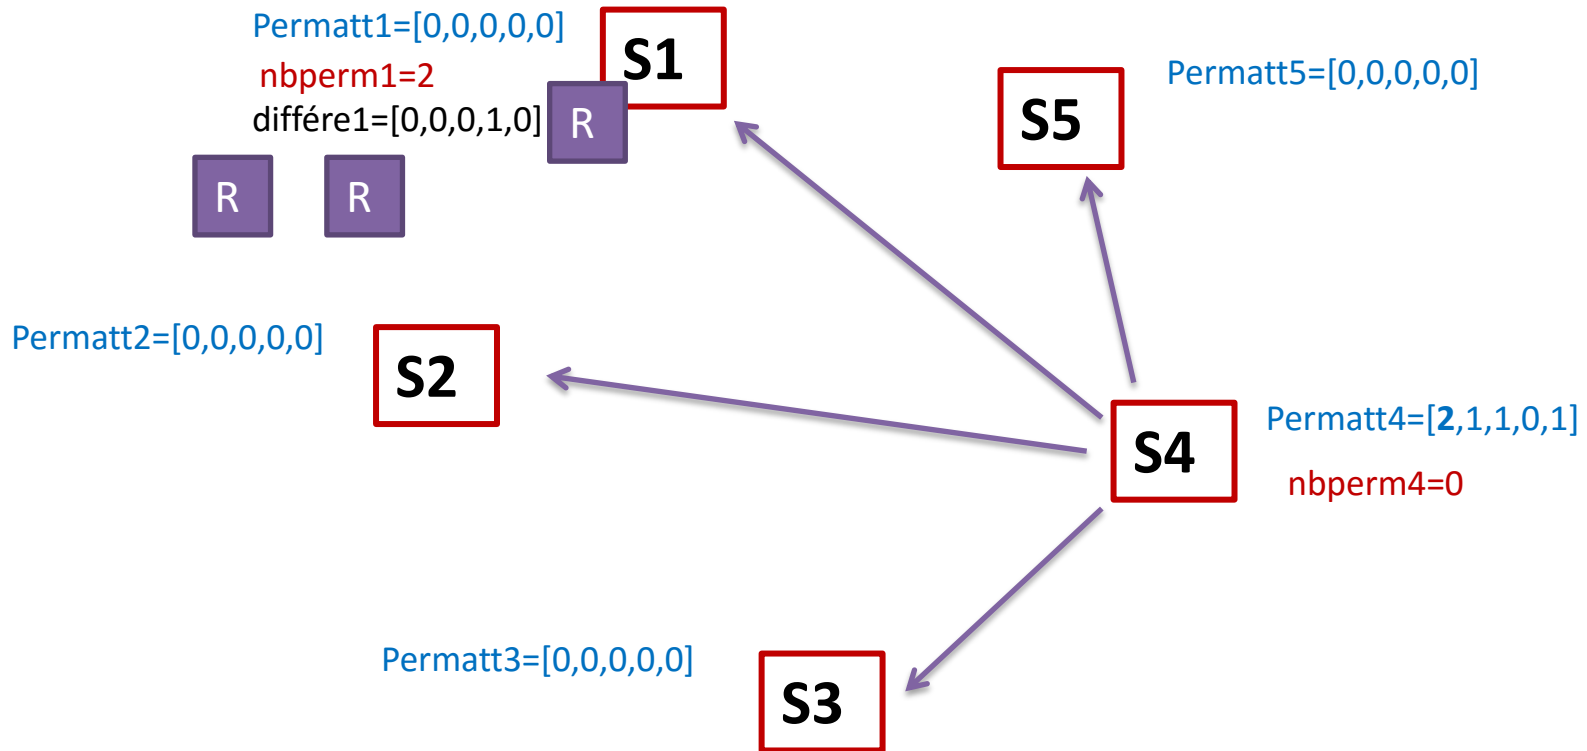 Permatt1=[0,0,0,0,0]
S1
nbperm1=2
différe1=[0,0,0,1,0]
R
Permatt5=[0,0,0,0,0]
S5
R
R
Permatt2=[0,0,0,0,0]
S2
S4
Permatt4=[2,1,1,0,1]
nbperm4=0
Permatt3=[0,0,0,0,0]
S3